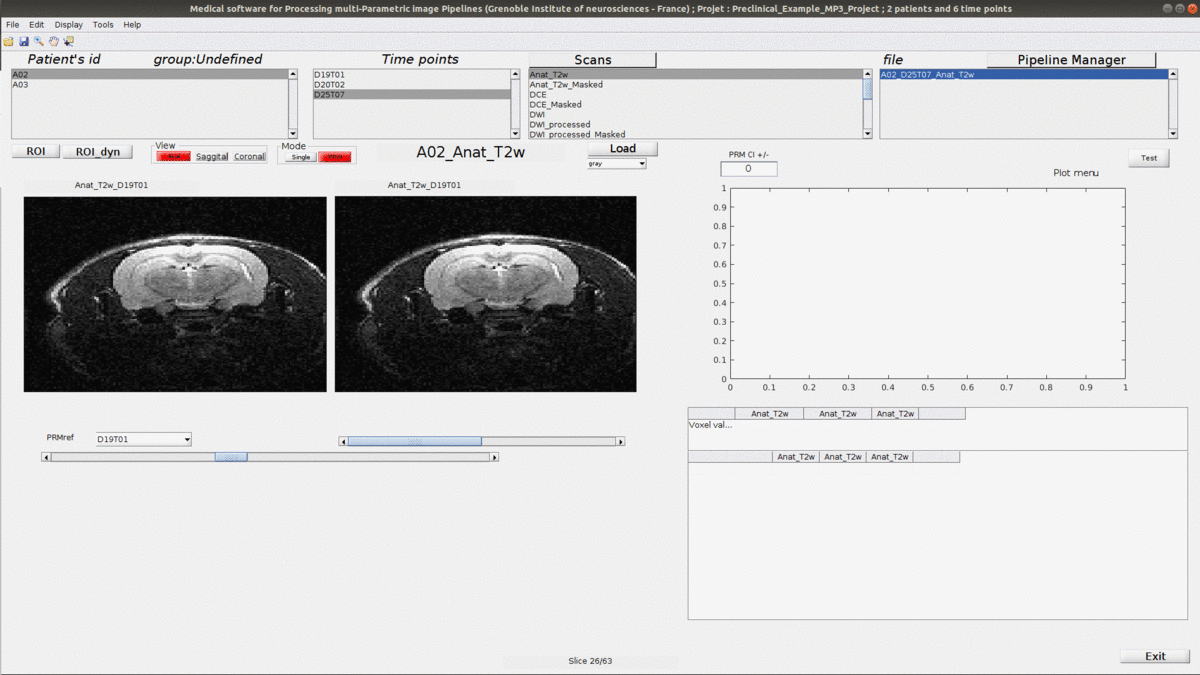 Medical software for Processing multi-Parametric image Pipelines (Grenoble Institute of neurosciences - France) ; Projet : Preclinical_Example_MP3_Project ; 2 patients and 6 time points
File Edit Display Tools Help
Patient's id group:Undefined Time points Scans file Pipeline Manager
A02
A03
D19T01
D20T02
D25T07
Anat_T2w
Anat_T2w_Masked
DCE
DCE_Masked
DWI
DWI_processed
DWI_processed_Masked
A02_D25T07_Anat_T2w
ROI ROI_dyn
View
Saggital Coronal
Mode
Single
A02_Anat_T2w
Load
gray
PRM CI +/-
0
Plot menu
Test
Anat_T2w_D19T01
Anat_T2w_D19T01
1
0.9
0.8
0.7
0.6
0.5
0.4
0.3
0.2
0.1
0
0 0.1 0.2 0.3 0.4 0.5 0.6 0.7 0.8 0.9 1
PRMref D19T01
Anat_T2w Anat_T2w Anat_T2w
Voxel val...
Anat_T2w Anat_T2w Anat_T2w
Slice 26/63
Exit